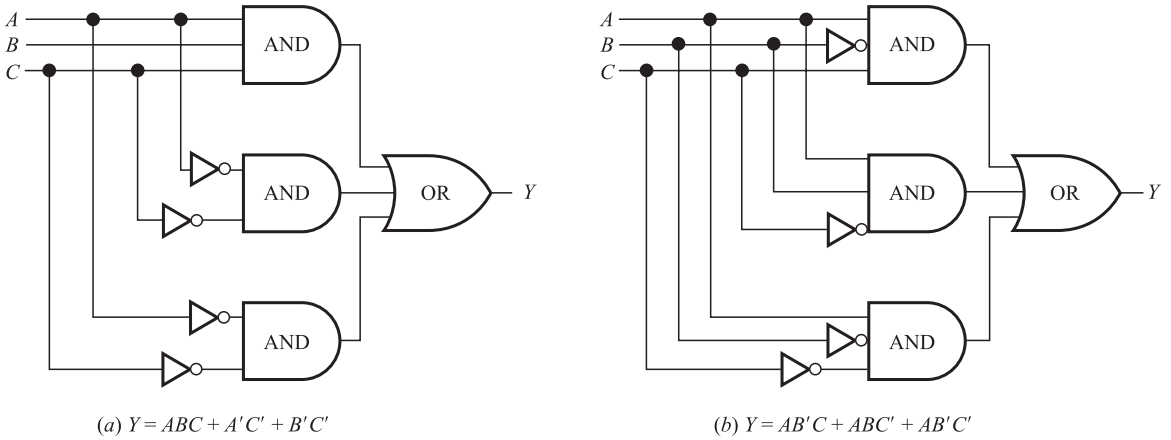 A
B
C
AND
AND
AND
OR
Y
(a) Y = ABC + A′C′ + B′C′
A
B
C
AND
AND
AND
OR
Y
(b) Y = AB′C + ABC′ + AB′C′